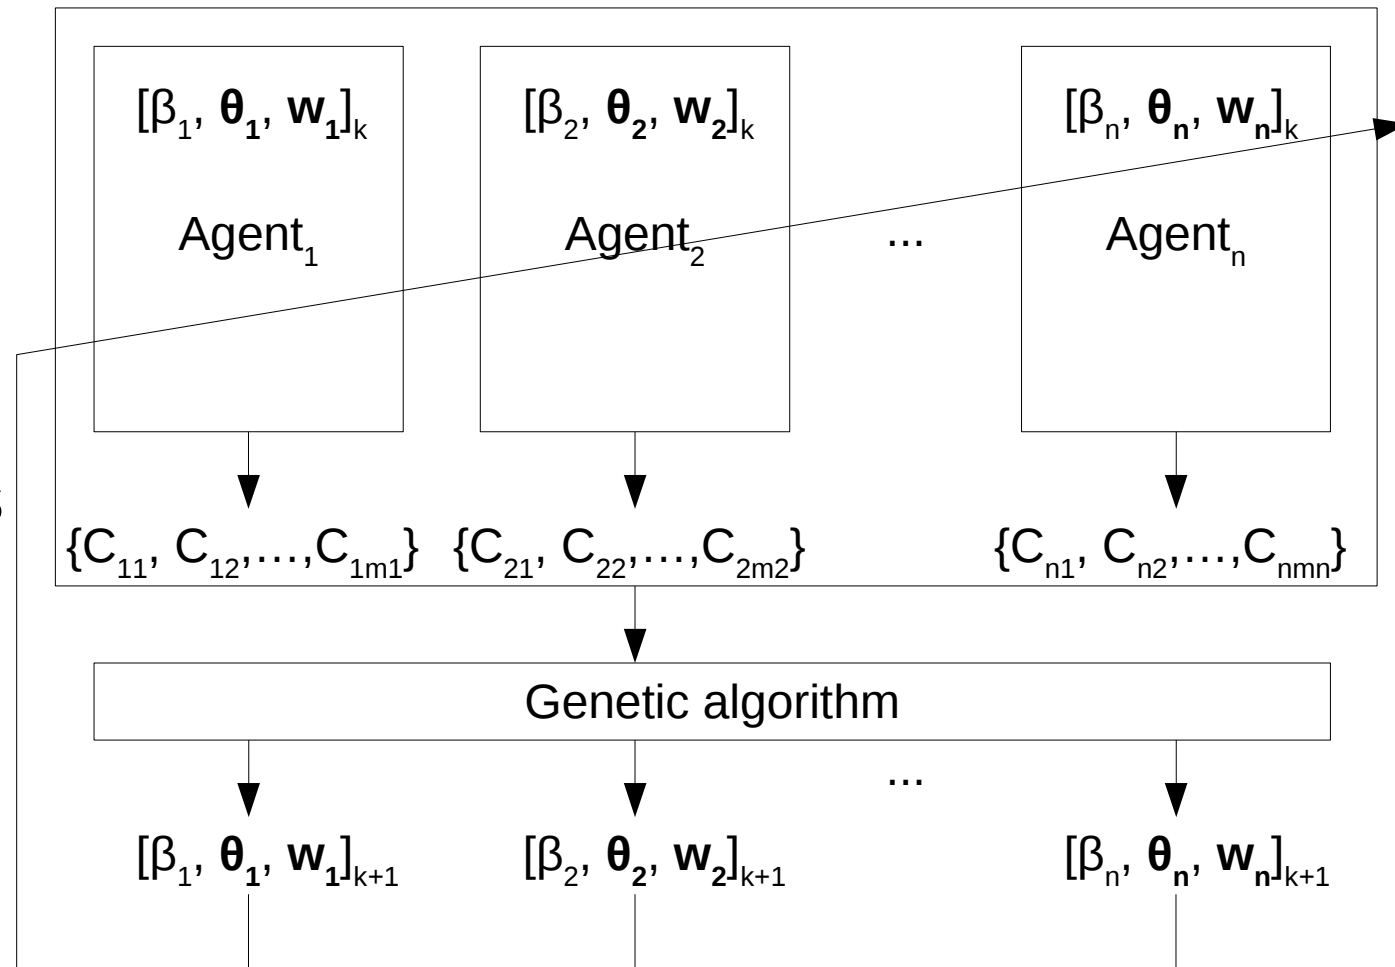 [β₁, θ₁, w₁]ₖ [β₂, θ₂, w₂]ₖ [βₙ, θₙ, wₙ]ₖ
Agent₁ Agent₂ ... Agentₙ
{C₁₁, C₁₂,…,C₁ₘ₁} {C₂₁, C₂₂,…,C₂ₘ₂} {Cₙ₁, Cₙ₂,…,Cₙₘₙ}
Genetic algorithm
...
[β₁, θ₁, w₁]ₖ₊₁ [β₂, θ₂, w₂]ₖ₊₁ [βₙ, θₙ, wₙ]ₖ₊₁